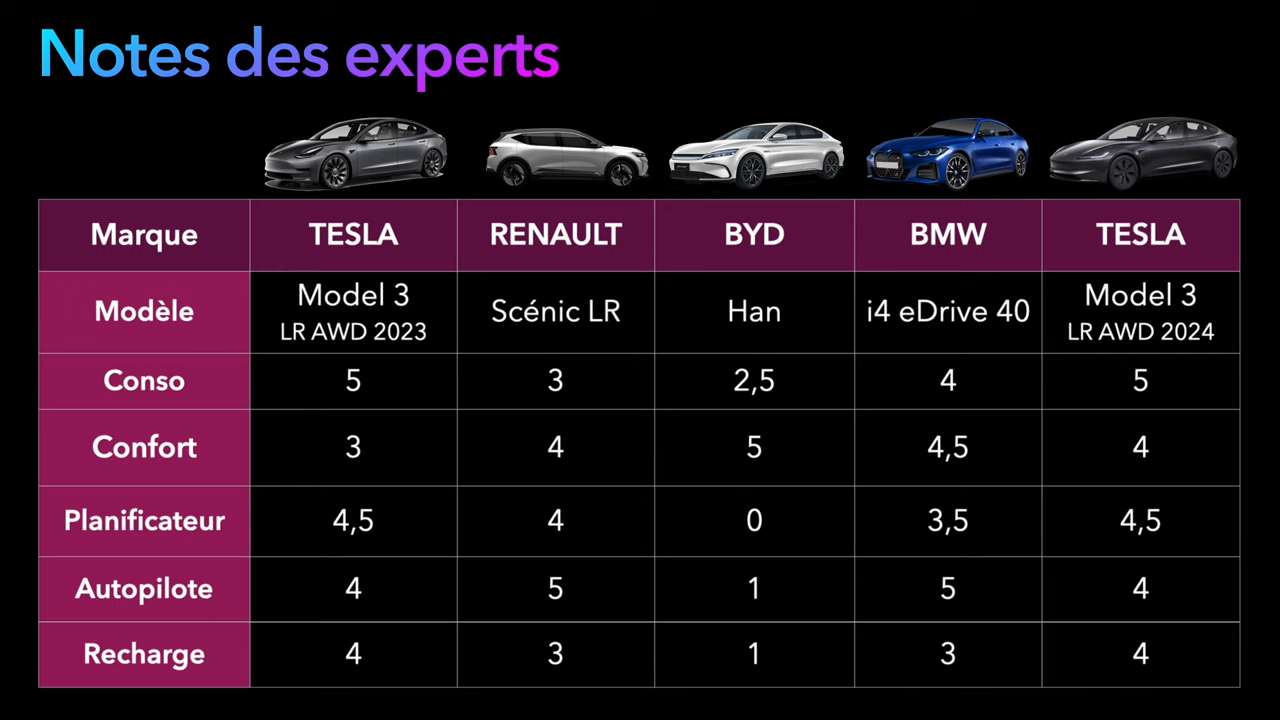 Notes des experts
Marque TESLA RENAULT BYD BMW TESLA
Modèle Model 3 LR AWD 2023 Scénic LR Han i4 eDrive 40 Model 3 LR AWD 2024
Conso 5 3 2,5 4 5
Confort 3 4 5 4,5 4
Planificateur 4,5 4 0 3,5 4,5
Autopilote 4 5 1 5 4
Recharge 4 3 1 3 4